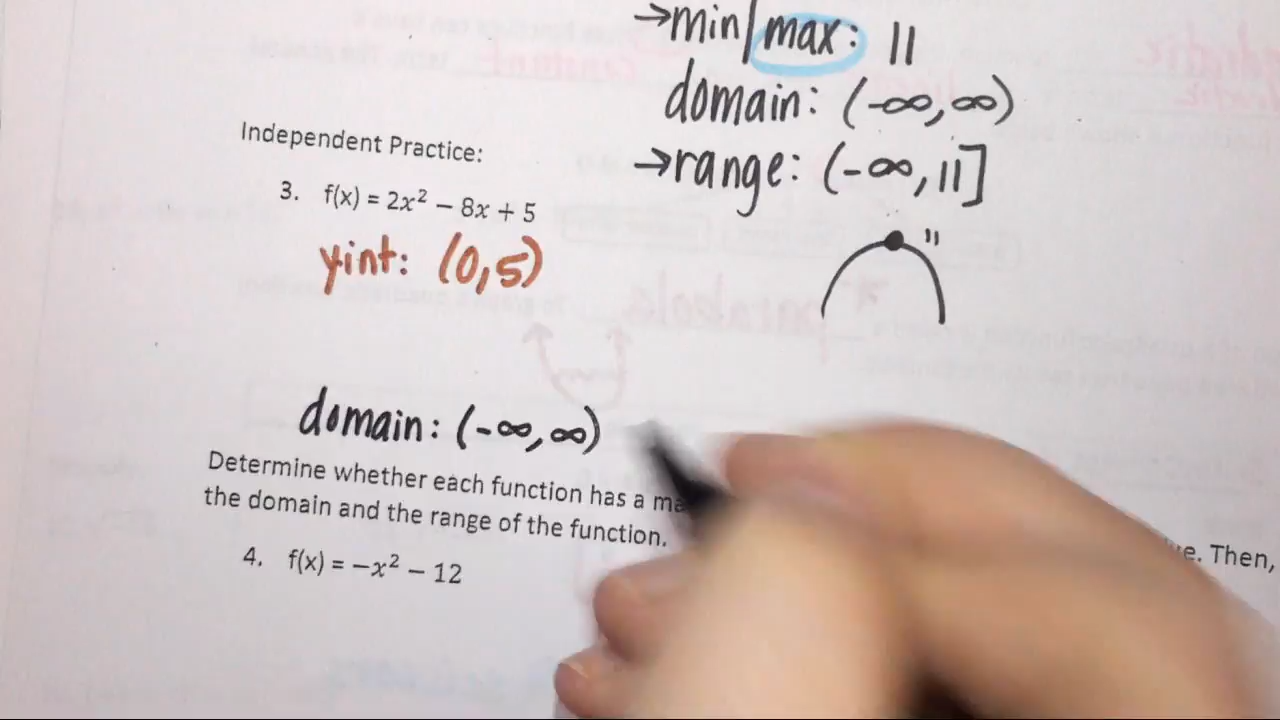 →min/max: 11
domain: (-∞,∞)
→range: (-∞,11]
11
Independent Practice:
3. f(x) = 2x² − 8x + 5
yint: (0,5)
domain: (-∞,∞)
Determine whether each function has a
Then,
the domain and the range of the function.
4. f(x) = −x² − 12